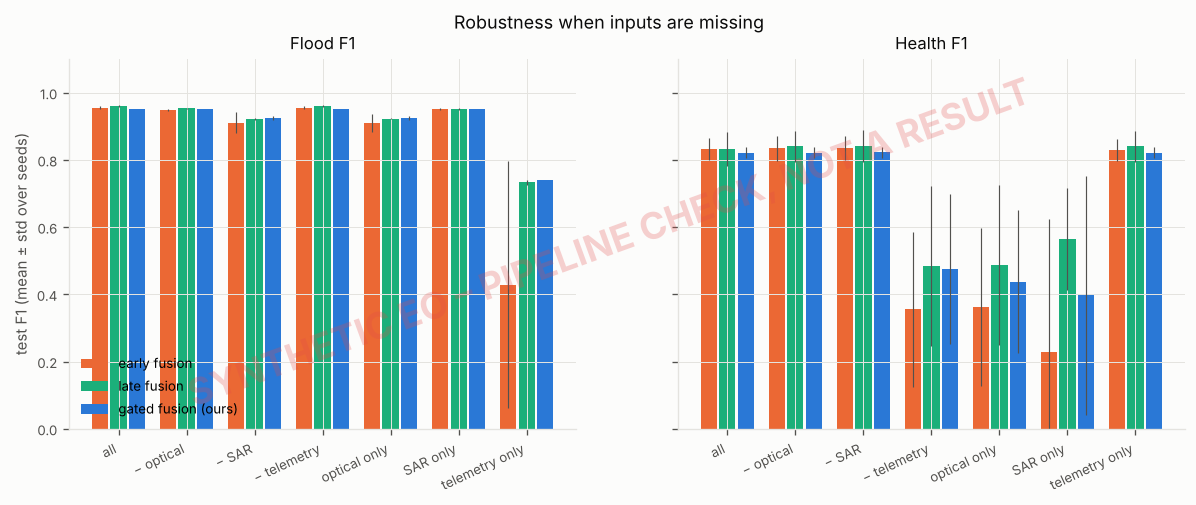 Robustness when inputs are missing
Flood F1
Health F1
test F1 (mean ± std over seeds)
1.0
0.8
0.6
0.4
0.2
0.0
early fusion
late fusion
gated fusion (ours)
all
− optical
− SAR
− telemetry
optical only
SAR only
telemetry only
all
− optical
− SAR
− telemetry
optical only
SAR only
telemetry only
SYNTHETIC EO — PIPELINE CHECK, NOT A RESULT